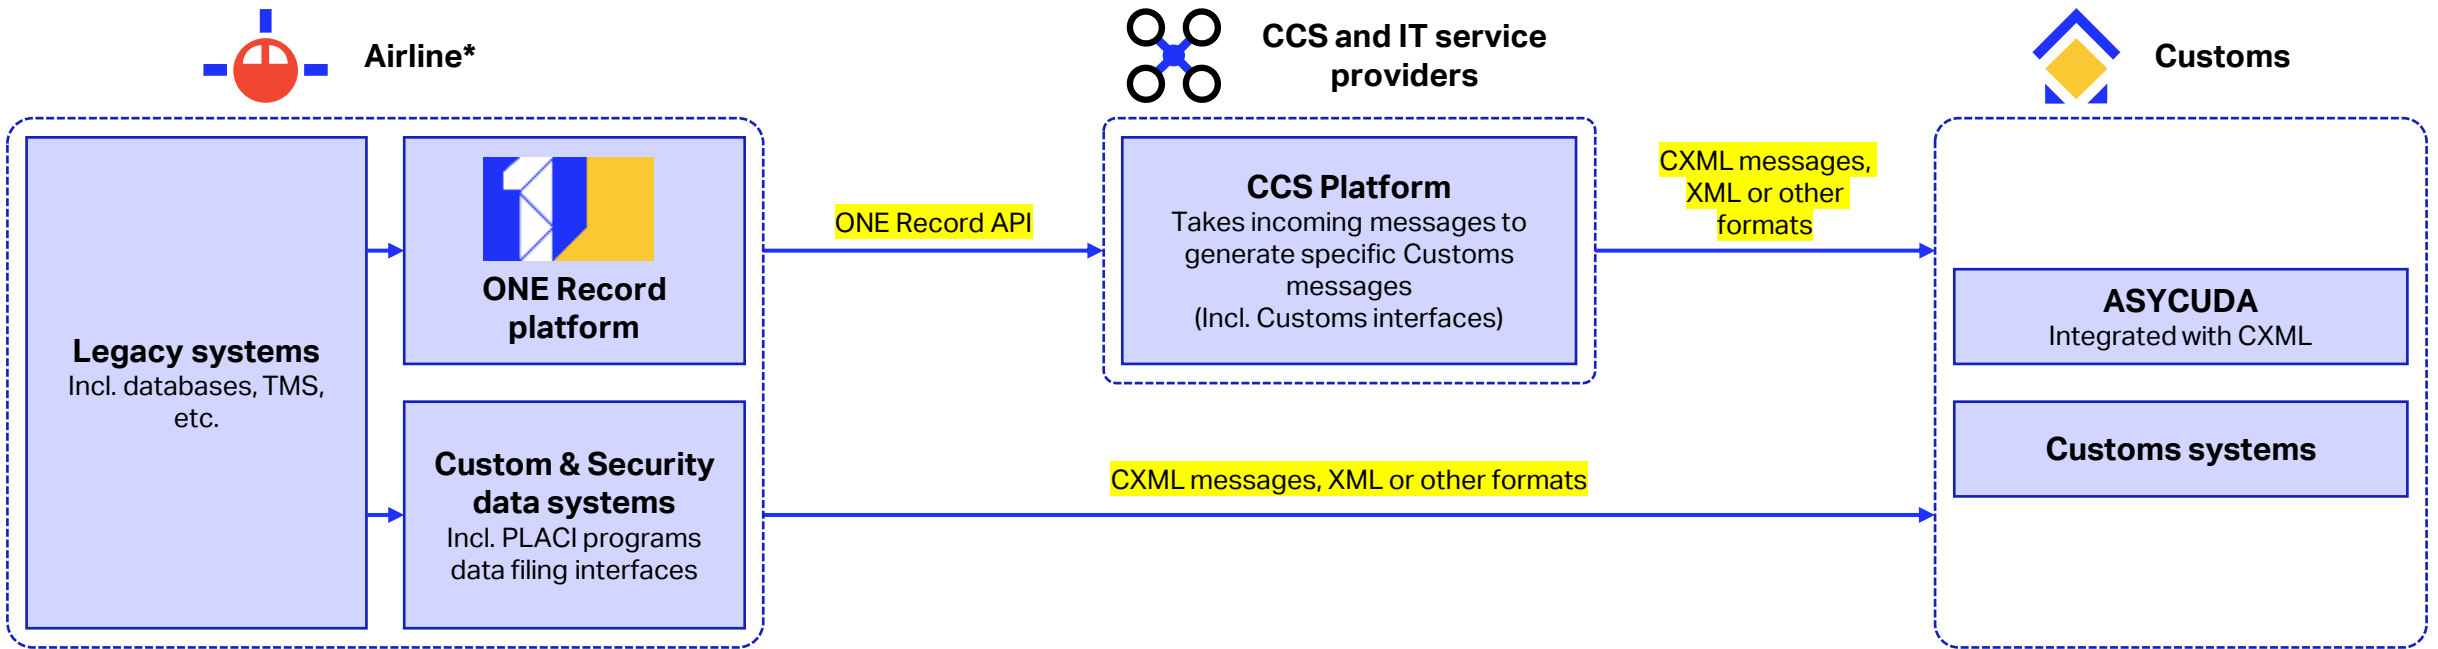 Airline*
CCS and IT service
providers
Customs
Legacy systems
Incl. databases, TMS,
etc.
ONE Record
platform
Custom & Security
data systems
Incl. PLACI programs
data filing interfaces
ONE Record API
CCS Platform
Takes incoming messages to
generate specific Customs
messages
(Incl. Customs interfaces)
CXML messages,
XML or other
formats
CXML messages, XML or other formats
ASYCUDA
Integrated with CXML
Customs systems